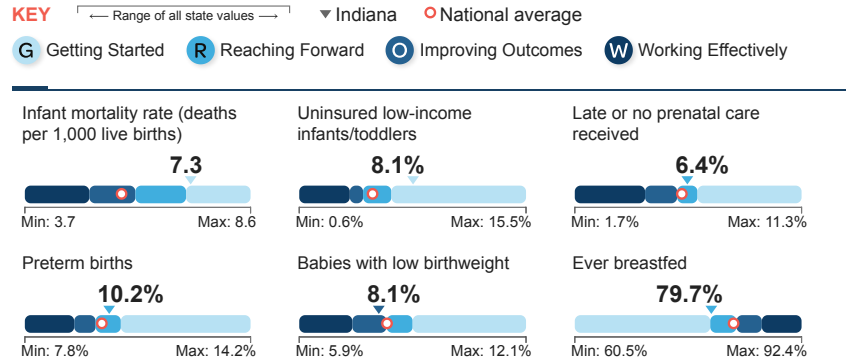 KEY Range of all state values Indiana National average
G Getting Started R Reaching Forward O Improving Outcomes W Working Effectively
Infant mortality rate (deaths
per 1,000 live births)
7.3
Min: 3.7 Max: 8.6
Uninsured low-income
infants/toddlers
8.1%
Min: 0.6% Max: 15.5%
Late or no prenatal care
received
6.4%
Min: 1.7% Max: 11.3%
Preterm births
10.2%
Min: 7.8% Max: 14.2%
Babies with low birthweight
8.1%
Min: 5.9% Max: 12.1%
Ever breastfed
79.7%
Min: 60.5% Max: 92.4%